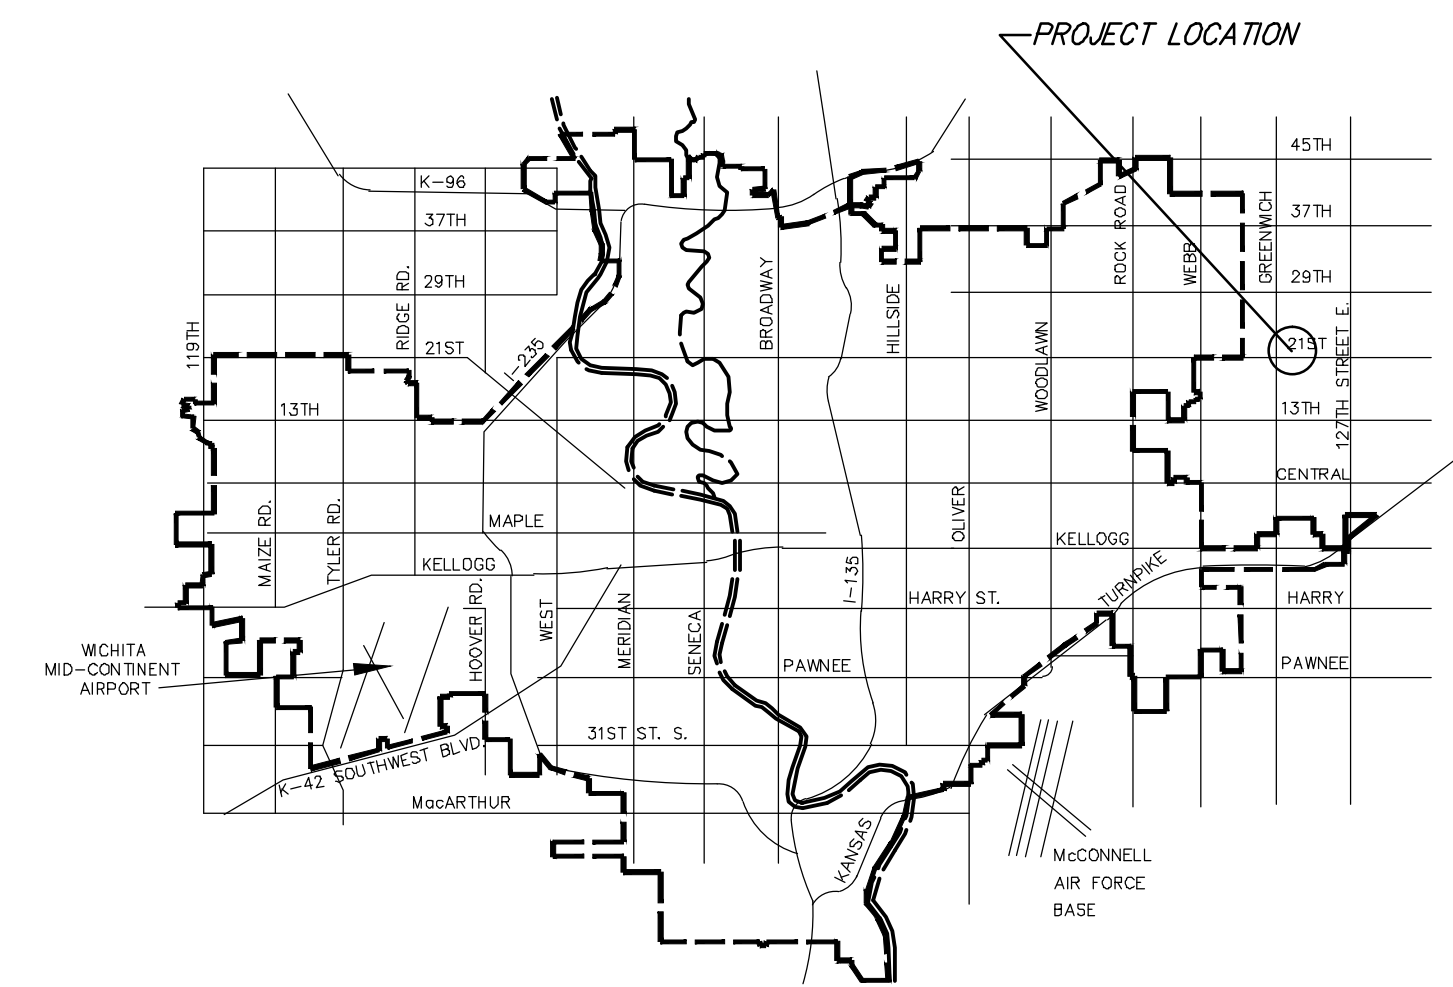 PROJECT LOCATION
45TH
K-96
37TH
37TH
29TH
29TH
21ST
21ST
13TH
13TH
CENTRAL
119TH
RIDGE RD.
I-235
BROADWAY
HILLSIDE
WOODLAWN
ROCK ROAD
WEBB
GREENWICH
127TH STREET E.
MAIZE RD.
TYLER RD.
MAPLE
KELLOGG
KELLOGG
OLIVER
I-135
TURNPIKE
HARRY ST.
HARRY
HOOVER RD.
WEST
MERIDIAN
SENECA
PAWNEE
PAWNEE
WICHITA
MID-CONTINENT
AIRPORT
31ST ST. S.
K-42 SOUTHWEST BLVD.
MacARTHUR
KANSAS
McCONNELL
AIR FORCE
BASE